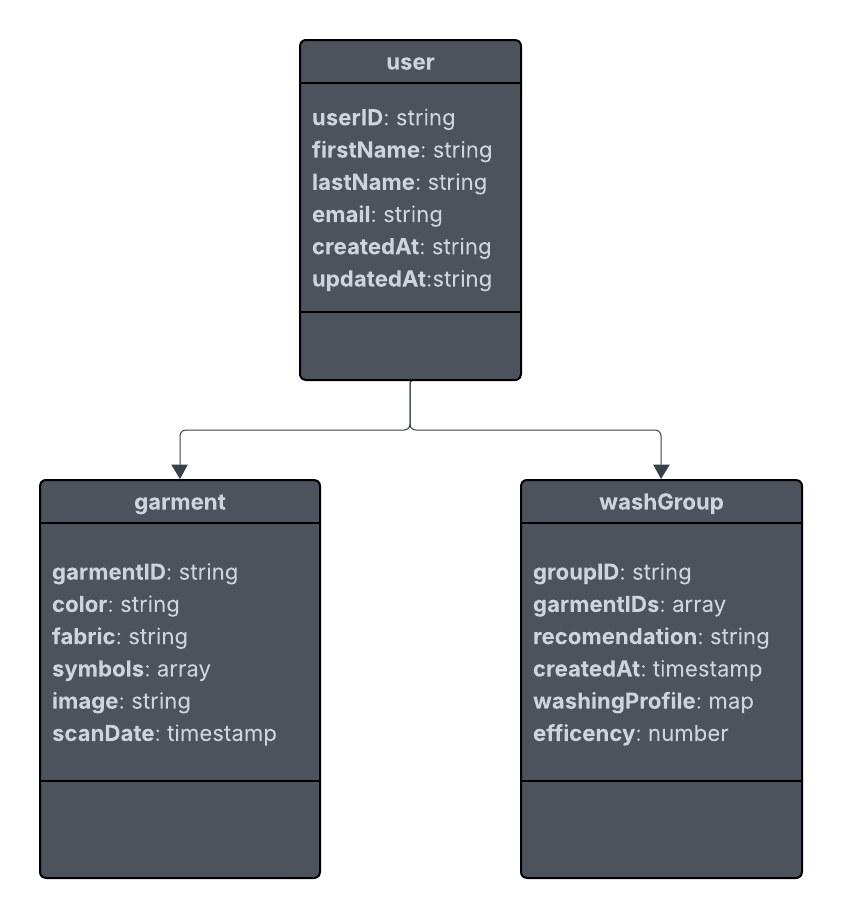 user
userID: string
firstName: string
lastName: string
email: string
createdAt: string
updatedAt:string
garment
garmentID: string
color: string
fabric: string
symbols: array
image: string
scanDate: timestamp
washGroup
groupID: string
garmentIDs: array
recomendation: string
createdAt: timestamp
washingProfile: map
efficency: number